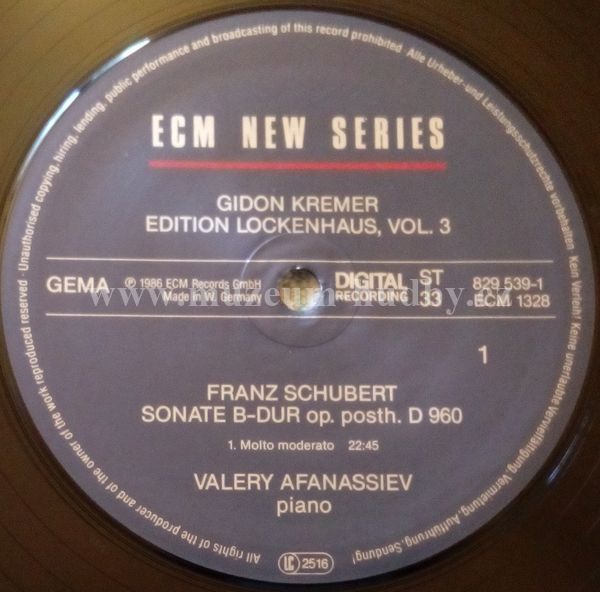 All rights of the producer and of the owner of the work reproduced reserved · Unauthorised copying, hiring, lending, public performance and broadcasting of this record prohibited · Alle Urheber- und Leistungsschutzrechte vorbehalten Kein Verleih! Keine unerlaubte Vervielfältigung, Vermietung, Aufführung, Sendung!
ECM NEW SERIES
GIDON KREMER
EDITION LOCKENHAUS, VOL. 3
GEMA
℗ 1986 ECM Records GmbH
Made in W. Germany
DIGITAL
RECORDING
ST
33
829 539-1
ECM 1328
1
FRANZ SCHUBERT
SONATE B-DUR op. posth. D 960
1. Molto moderato 22:45
VALERY AFANASSIEV
piano
LC 2516